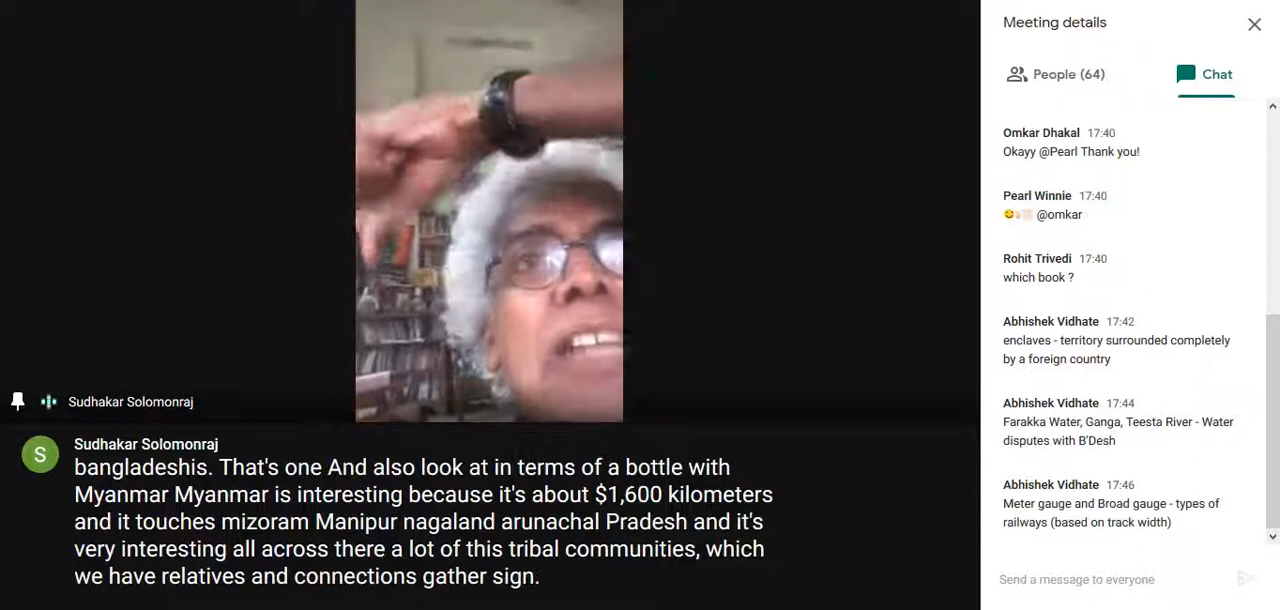 Meeting details
People (64)
Chat
Omkar Dhakal 17:40
Okayy @Pearl Thank you!
Pearl Winnie 17:40
@omkar
Rohit Trivedi 17:40
which book ?
Abhishek Vidhate 17:42
enclaves - territory surrounded completely
by a foreign country
Abhishek Vidhate 17:44
Farakka Water, Ganga, Teesta River - Water
disputes with B'Desh
Abhishek Vidhate 17:46
Meter gauge and Broad gauge - types of
railways (based on track width)
Send a message to everyone
Sudhakar Solomonraj
S
Sudhakar Solomonraj
bangladeshis. That's one And also look at in terms of a bottle with
Myanmar Myanmar is interesting because it's about $1,600 kilometers
and it touches mizoram Manipur nagaland arunachal Pradesh and it's
very interesting all across there a lot of this tribal communities, which
we have relatives and connections gather sign.